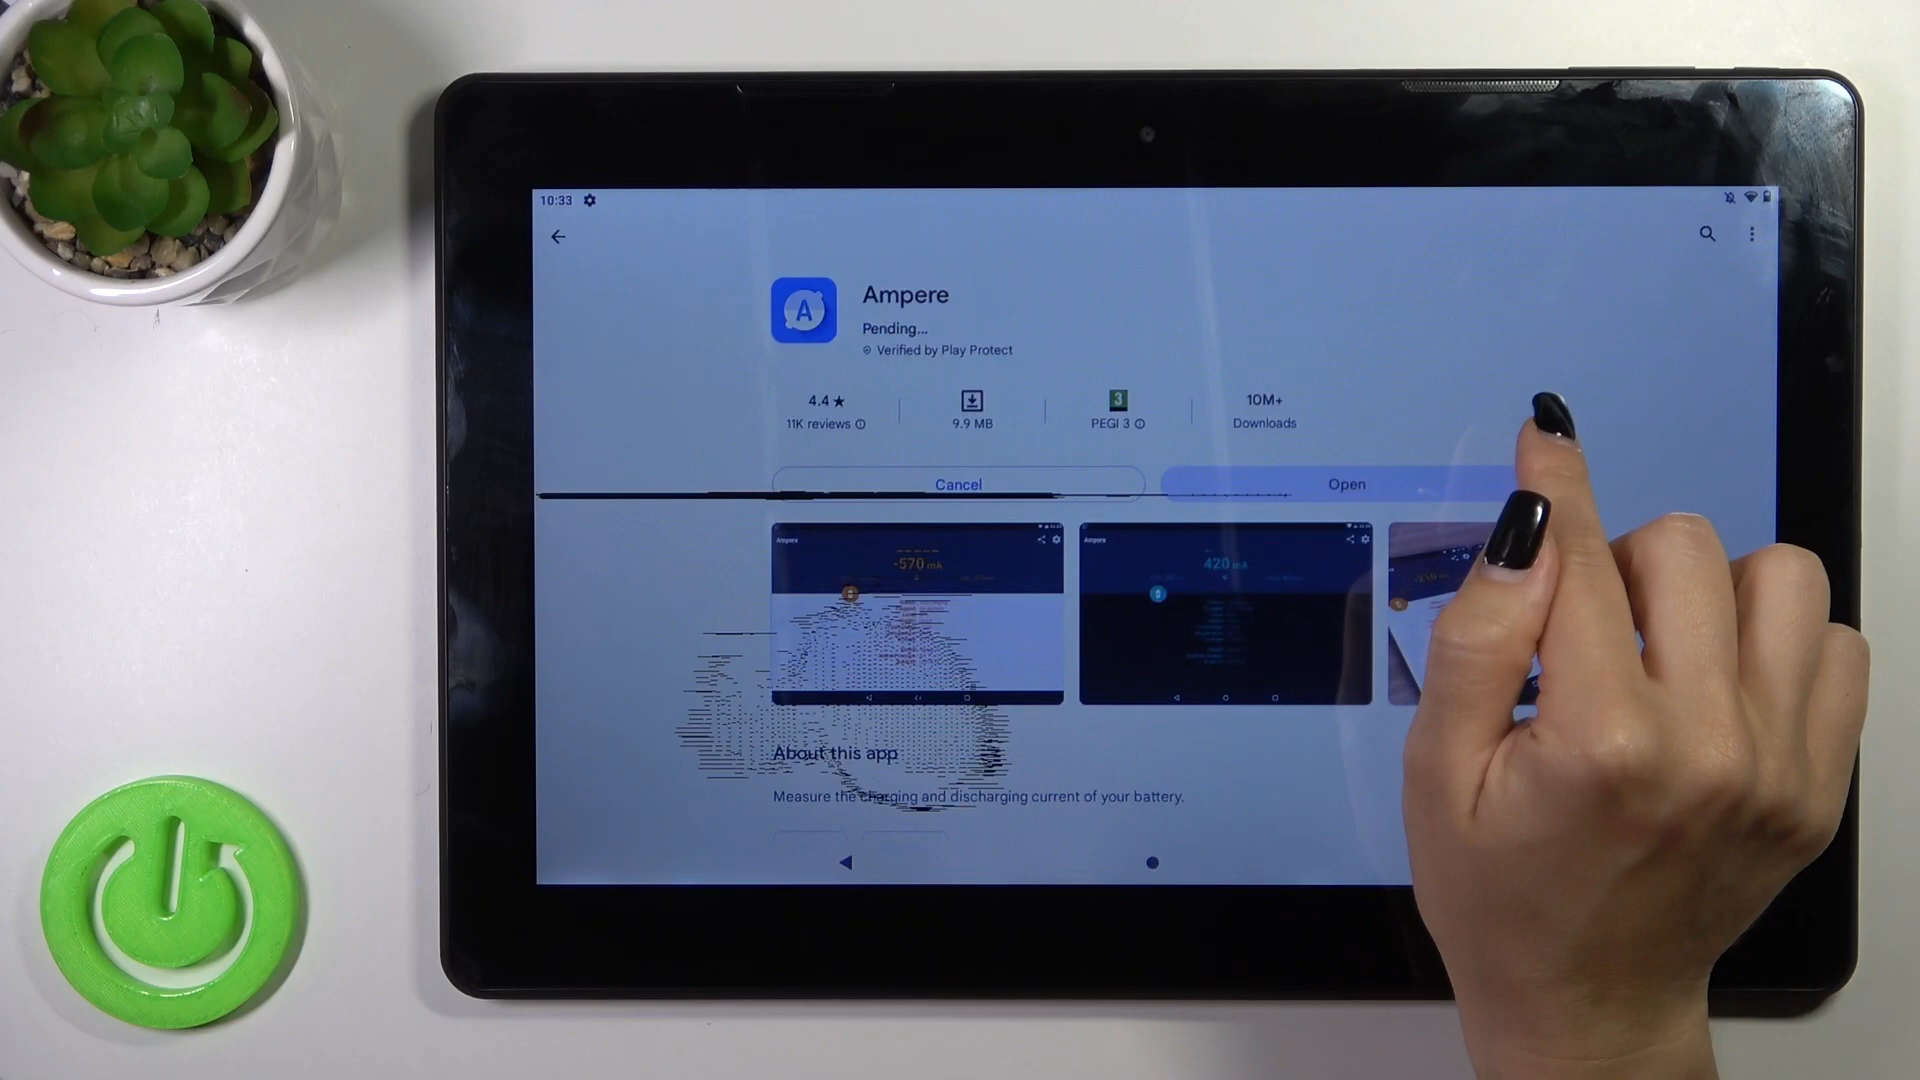 10:33
Ampere
A
Pending...
Verified by Play Protect
4.4★
11K reviews
9.9 MB
3
PEGI 3
10M+
Downloads
Cancel
Open
Ampere
-570 mA
Ampere
420 mA
About this app
Measure the charging and discharging current of your battery.